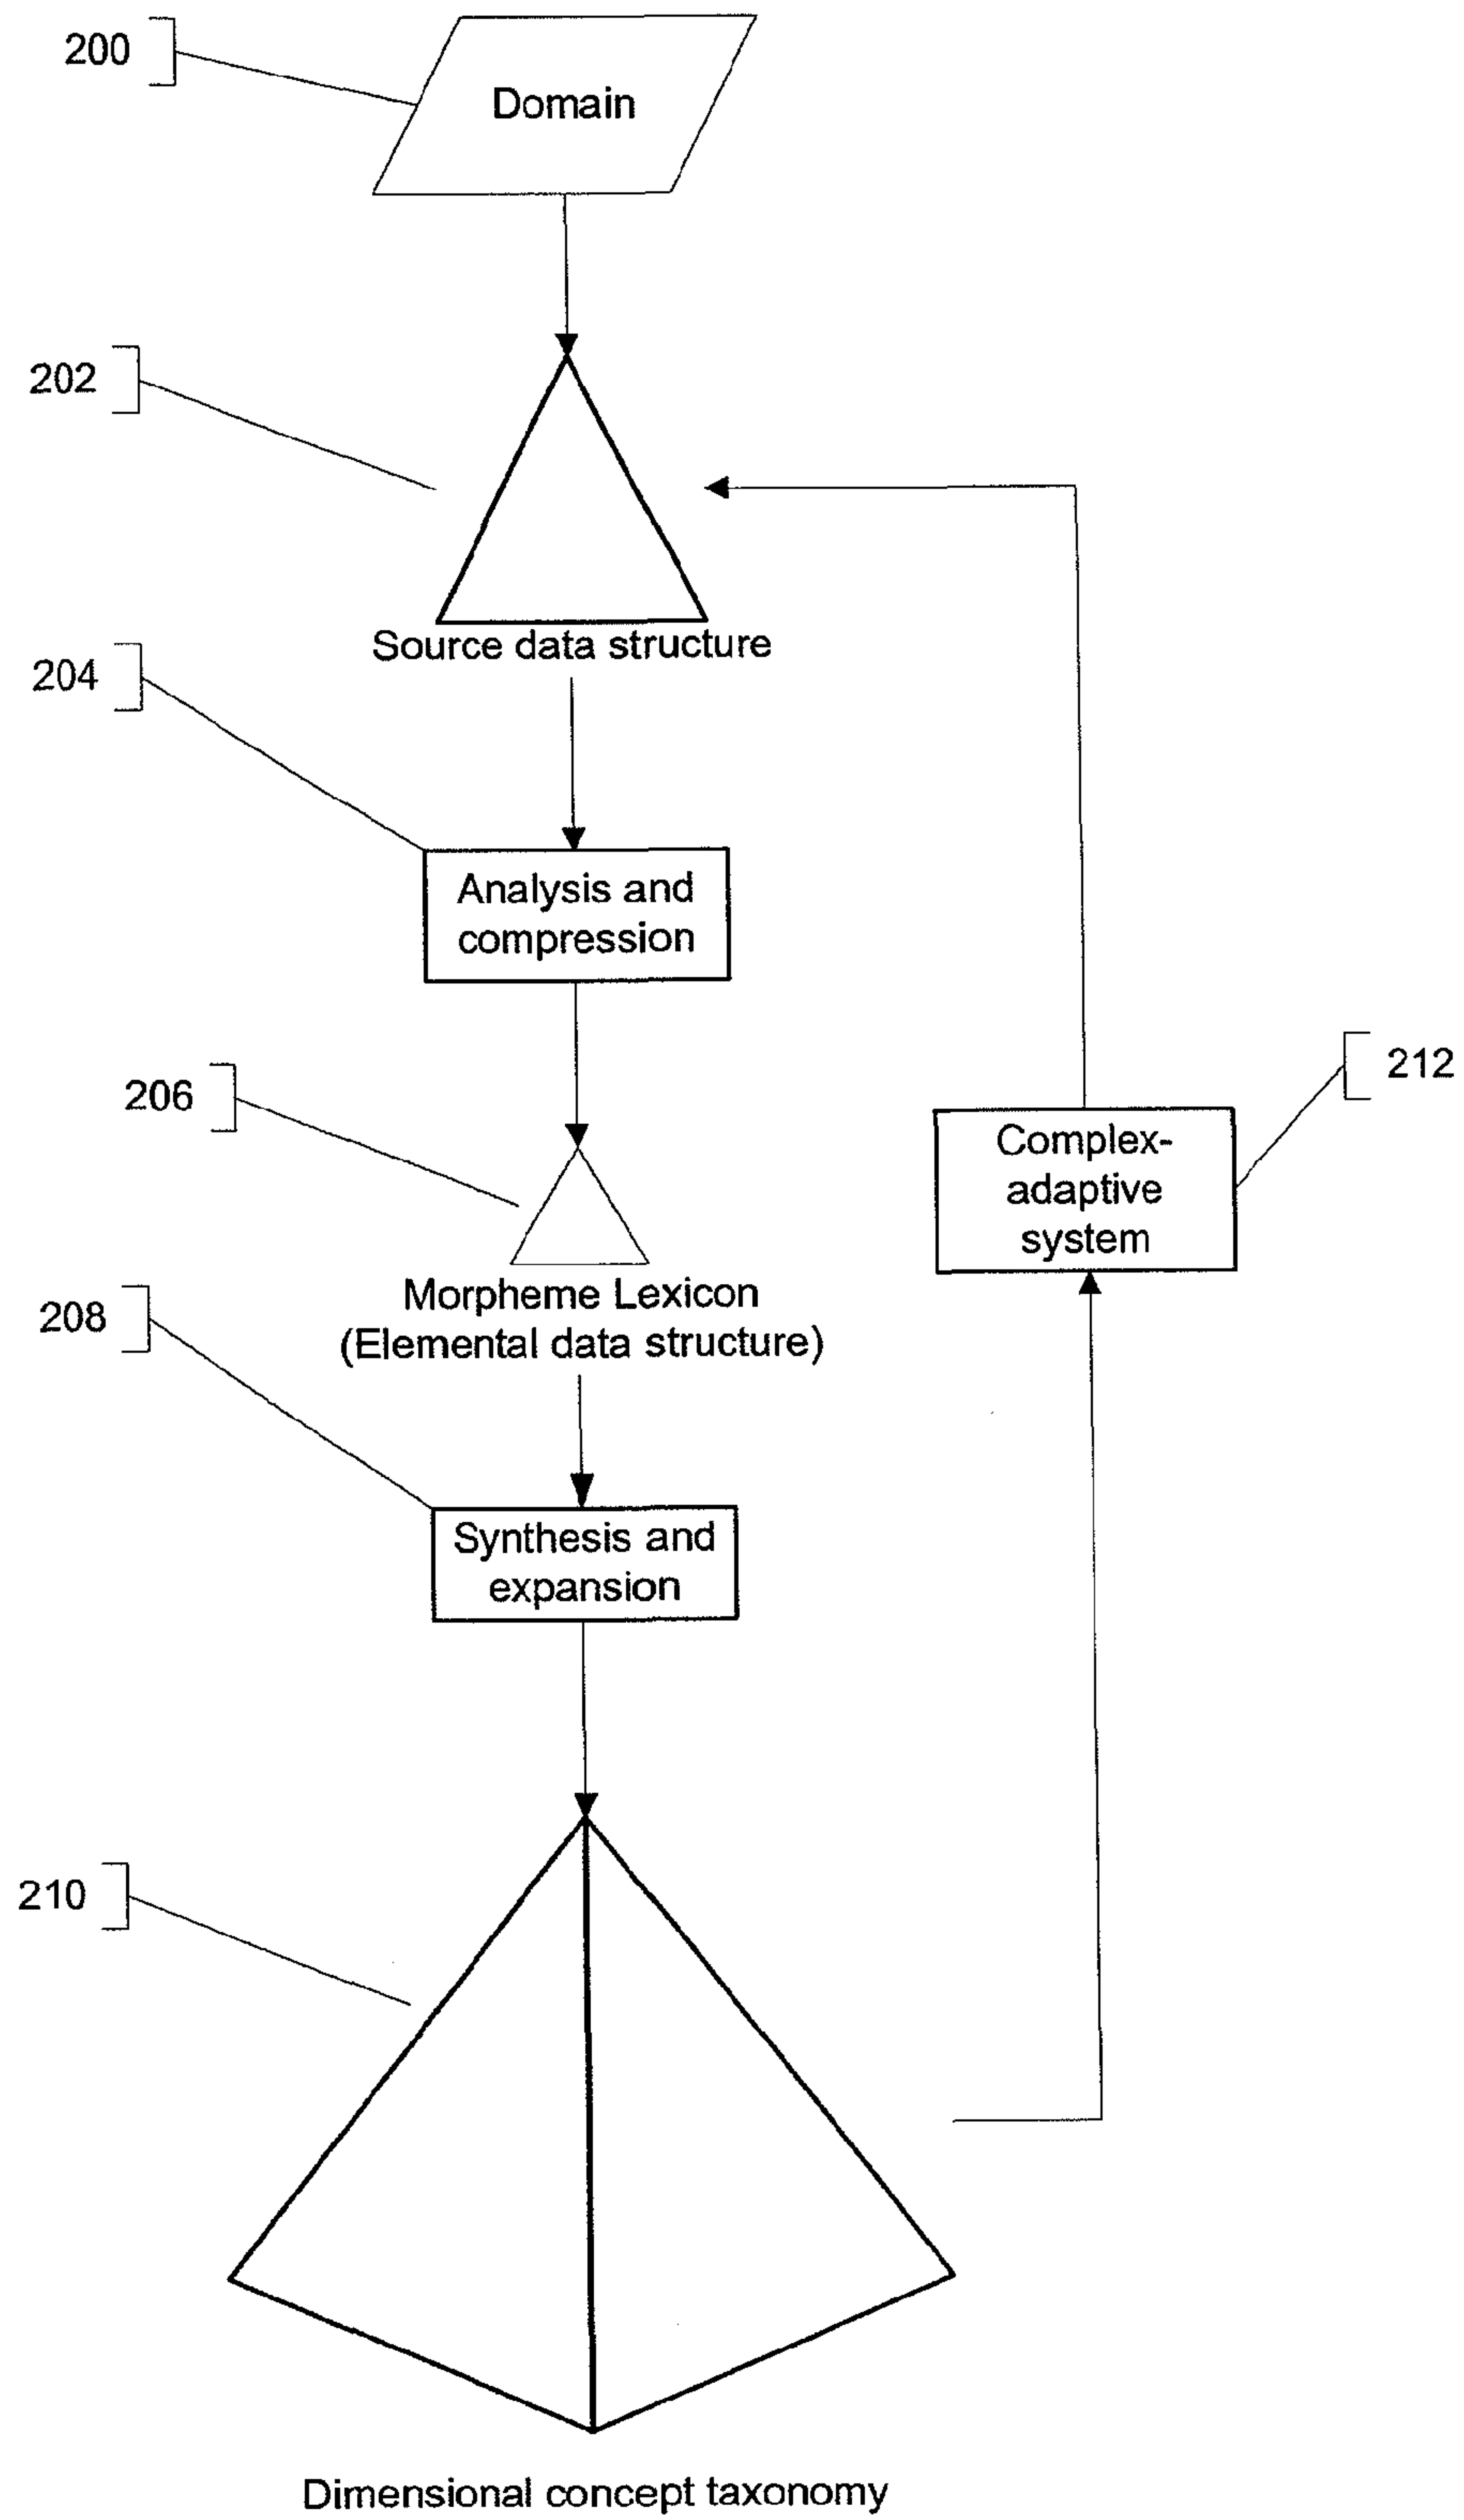 200
Domain
202
Source data structure
204
Analysis and
compression
206
212
Complex-
adaptive
system
Morpheme Lexicon
(Elemental data structure)
208
Synthesis and
expansion
210
Dimensional concept taxonomy